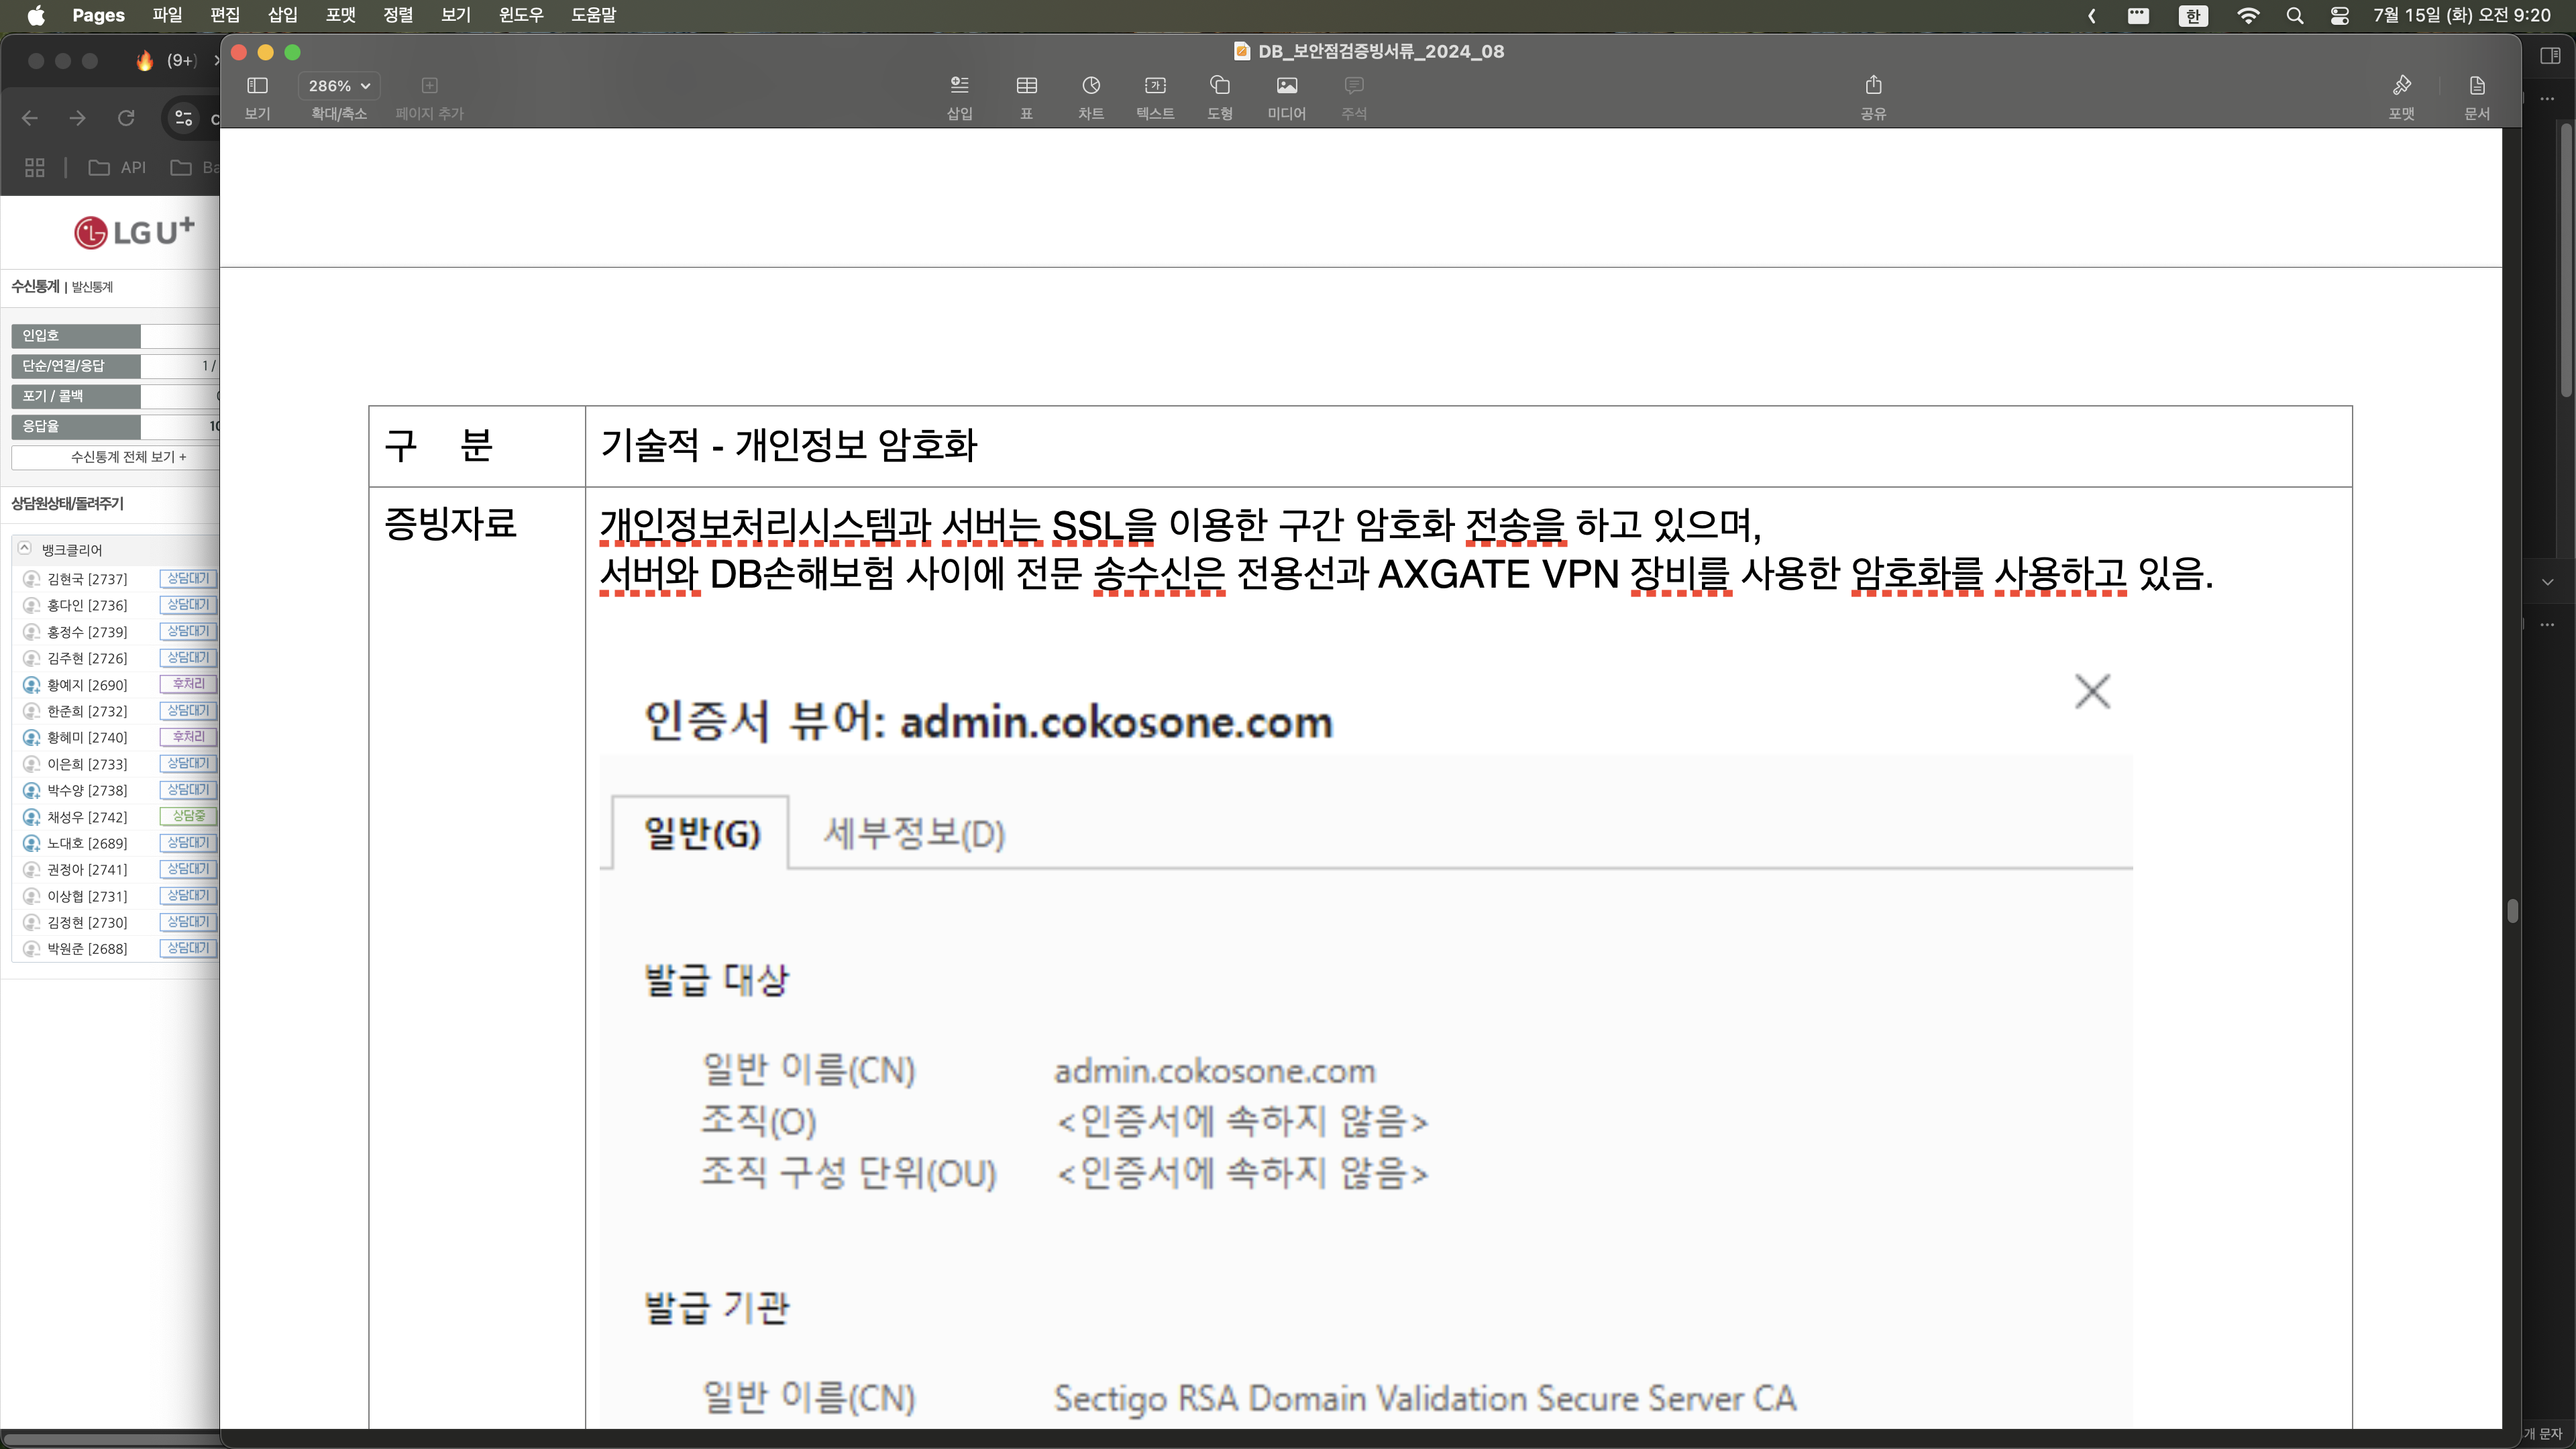 Pages 파일 편집 삽입 포맷 정렬 보기 윈도우 도움말
한 7월 15일 (화) 오전 9:20
(9+)
API
LG U+
수신통계 | 발신통계
인입호
단순/연결/응답 1 /
포기 / 콜백
응답율
수신통계 전체 보기 +
상담원상태/돌려주기
뱅크클리어
김현국 [2737] 상담대기
홍다인 [2736] 상담대기
홍정수 [2739] 상담대기
김주현 [2726] 상담대기
황예지 [2690] 후처리
한준희 [2732] 상담대기
황혜미 [2740] 후처리
이은희 [2733] 상담대기
박수양 [2738] 상담대기
채성우 [2742] 상담중
노대호 [2689] 상담대기
권정아 [2741] 상담대기
이상협 [2731] 상담대기
김정현 [2730] 상담대기
박원준 [2688] 상담대기
DB_보안점검증빙서류_2024_08
286%
보기 확대/축소 페이지 추가 삽입 표 차트 텍스트 도형 미디어 주석 공유 포맷 문서
구 분 기술적 - 개인정보 암호화
증빙자료 개인정보처리시스템과 서버는 SSL을 이용한 구간 암호화 전송을 하고 있으며,
서버와 DB손해보험 사이에 전문 송수신은 전용선과 AXGATE VPN 장비를 사용한 암호화를 사용하고 있음.
인증서 뷰어: admin.cokosone.com
일반(G) 세부정보(D)
발급 대상
일반 이름(CN) admin.cokosone.com
조직(O) <인증서에 속하지 않음>
조직 구성 단위(OU) <인증서에 속하지 않음>
발급 기관
일반 이름(CN) Sectigo RSA Domain Validation Secure Server CA
개 문자